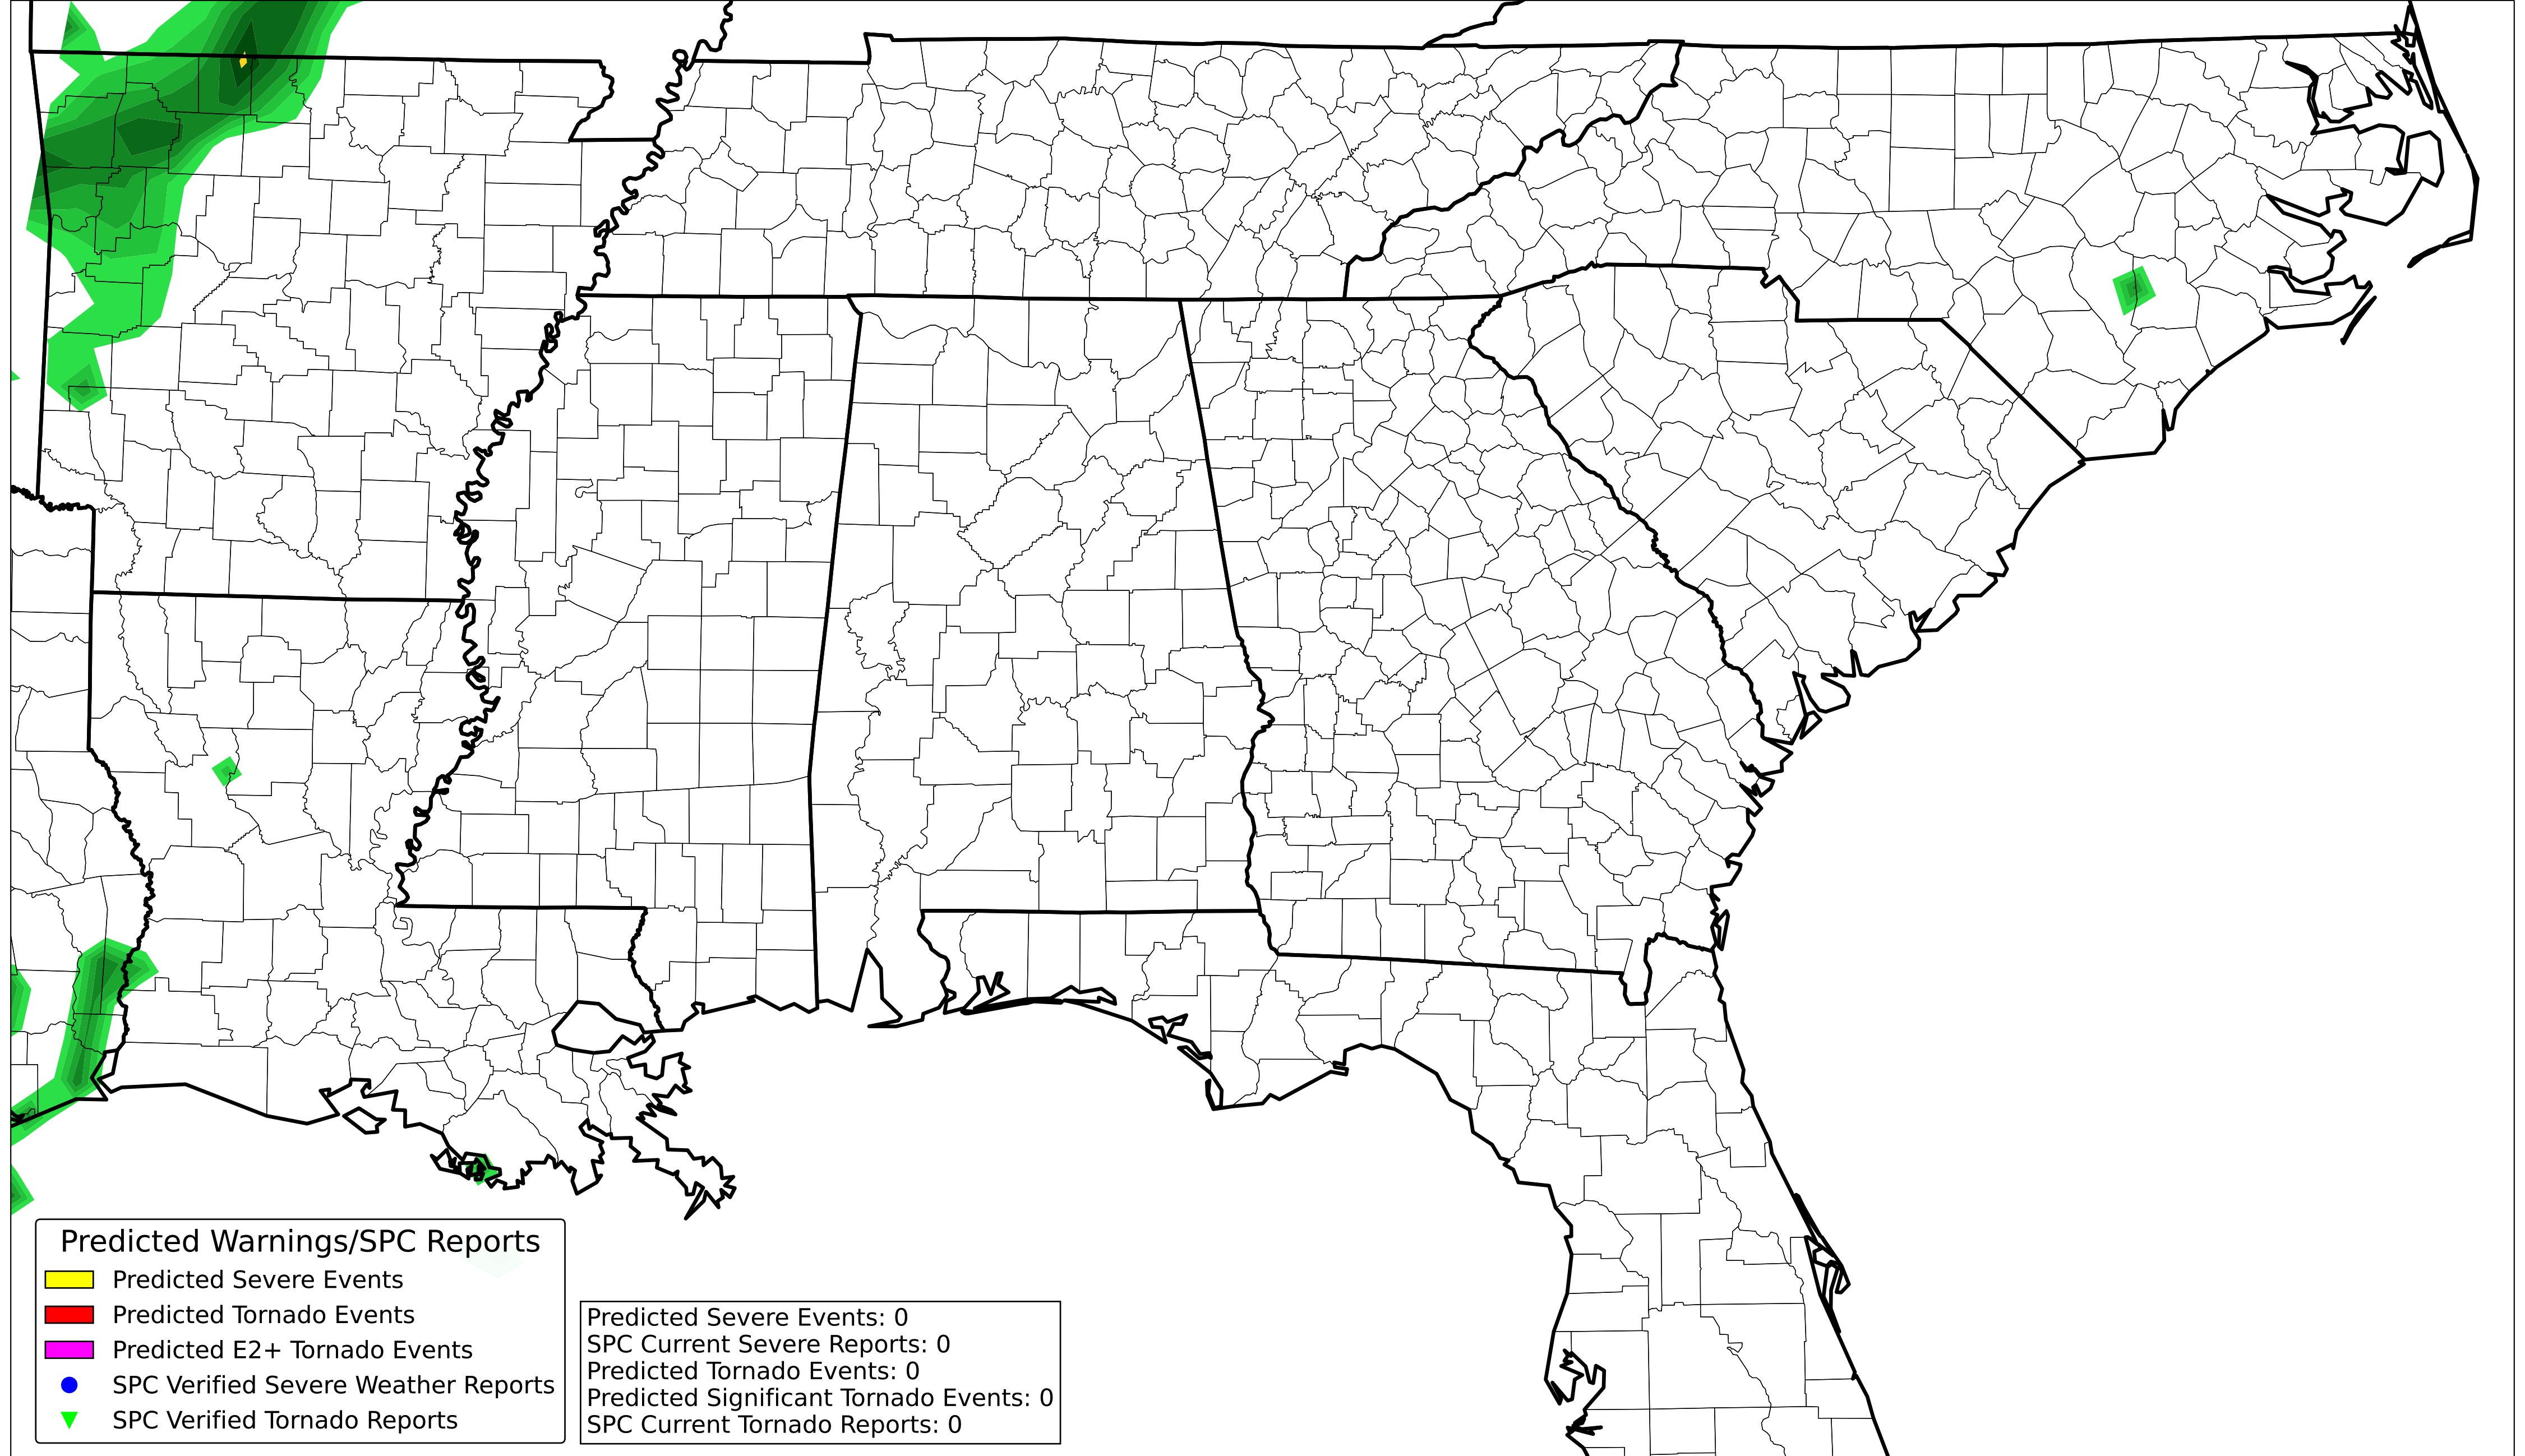 Predicted Warnings/SPC Reports
Predicted Severe Events
Predicted Tornado Events
Predicted E2+ Tornado Events
SPC Verified Severe Weather Reports
SPC Verified Tornado Reports
Predicted Severe Events: 0
SPC Current Severe Reports: 0
Predicted Tornado Events: 0
Predicted Significant Tornado Events: 0
SPC Current Tornado Reports: 0